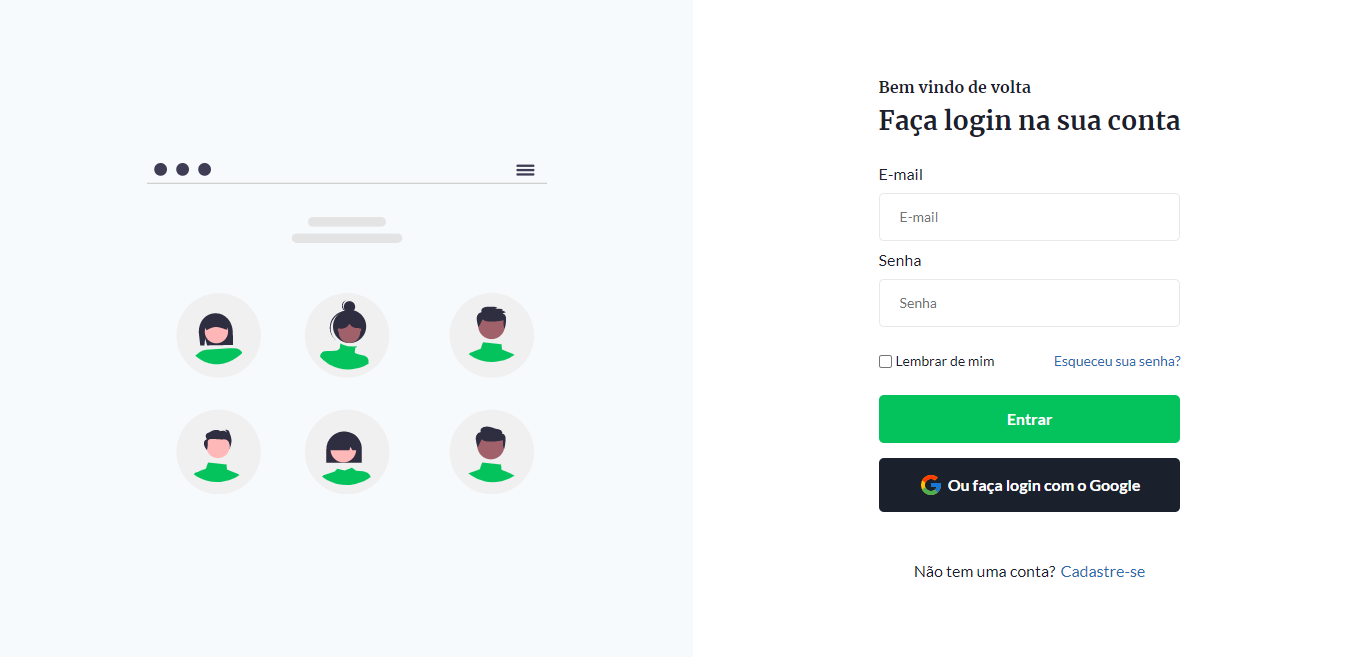 Bem vindo de volta
Faça login na sua conta
E-mail
E-mail
Senha
Senha
Lembrar de mim Esqueceu sua senha?
Entrar
Ou faça login com o Google
Não tem uma conta? Cadastre-se